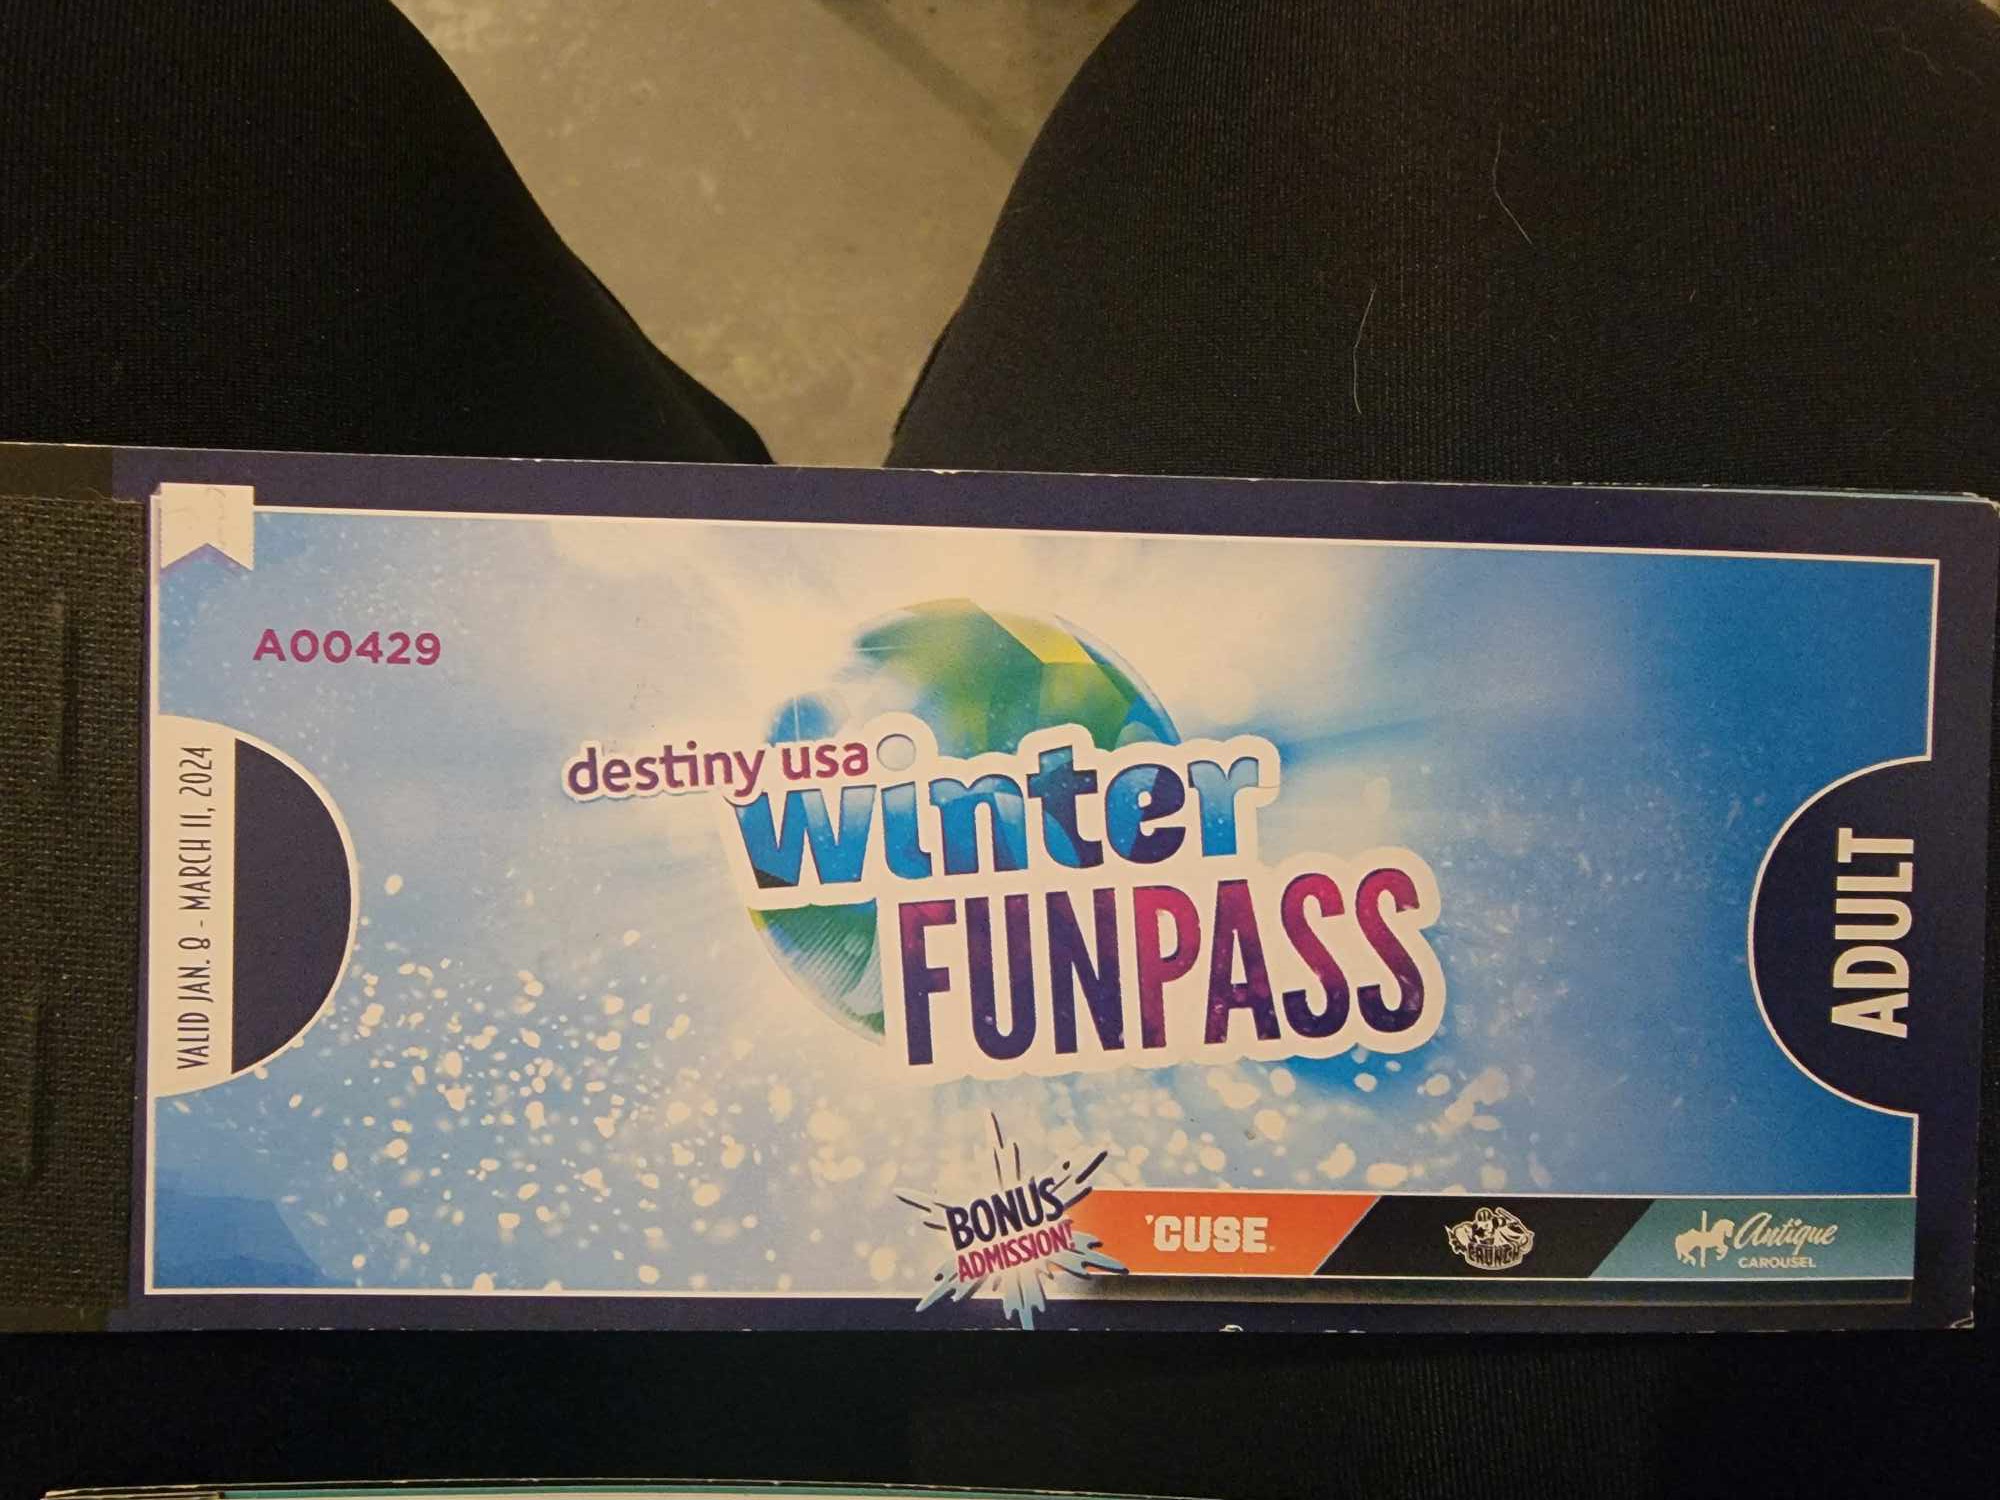 A00429
VALID JAN. 8 - MARCH 11, 2024
destiny usa
winter
FUNPASS
ADULT
BONUS
ADMISSION!
'CUSE
CRUNCH
Antique
CAROUSEL